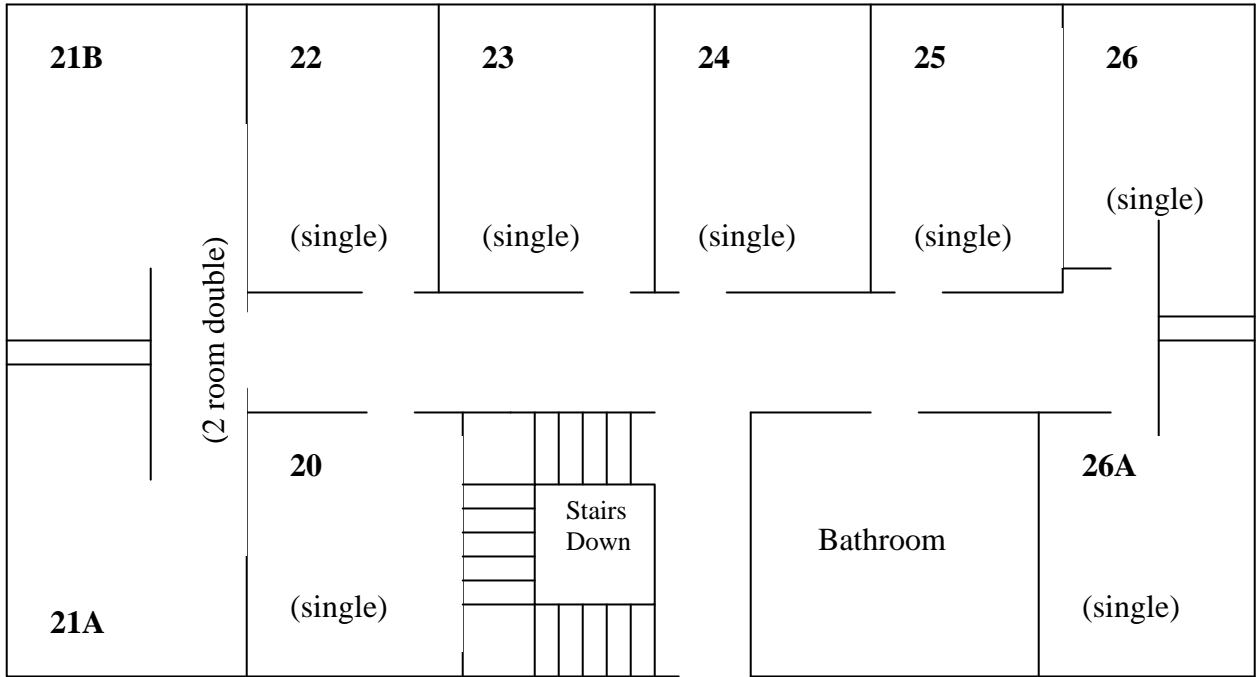 21B
22
23
24
25
26
(single)
(single)
(single)
(single)
(single)
(2 room double)
20
26A
Stairs
Down
Bathroom
21A
(single)
(single)